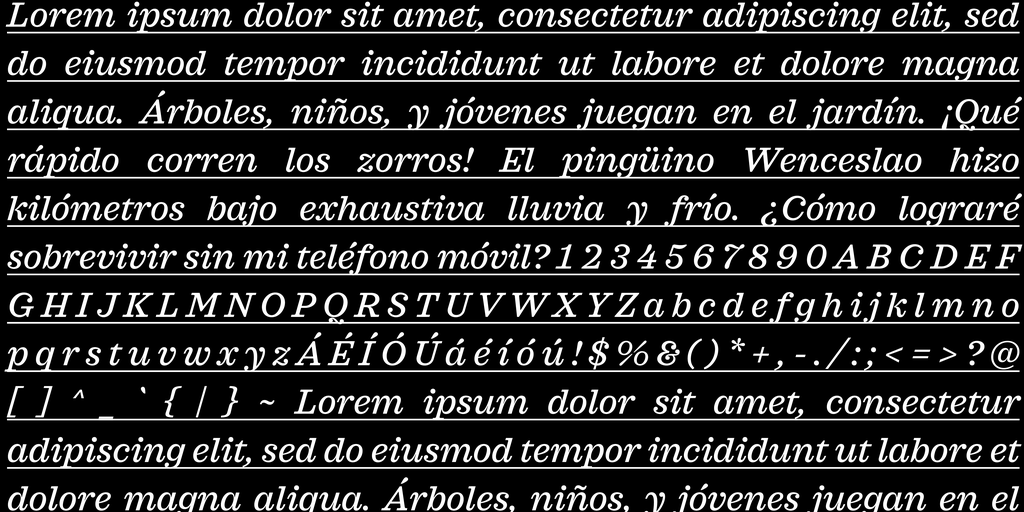 Lorem ipsum dolor sit amet, consectetur adipiscing elit, sed
do eiusmod tempor incididunt ut labore et dolore magna
aliqua. Árboles, niños, y jóvenes juegan en el jardín. ¡Qué
rápido corren los zorros! El pingüino Wenceslao hizo
kilómetros bajo exhaustiva lluvia y frío. ¿Cómo lograré
sobrevivir sin mi teléfono móvil? 1 2 3 4 5 6 7 8 9 0 A B C D E F
G H I J K L M N O P Q R S T U V W X Y Z a b c d e f g h i j k l m n o
p q r s t u v w x y z Á É Í Ó Ú á é í ó ú ! $ % & ( ) * + , - . / : ; < = > ? @
[ ] ^ _ ` { | } ~ Lorem ipsum dolor sit amet, consectetur
adipiscing elit, sed do eiusmod tempor incididunt ut labore et
dolore magna aliqua. Árboles, niños, y jóvenes juegan en el